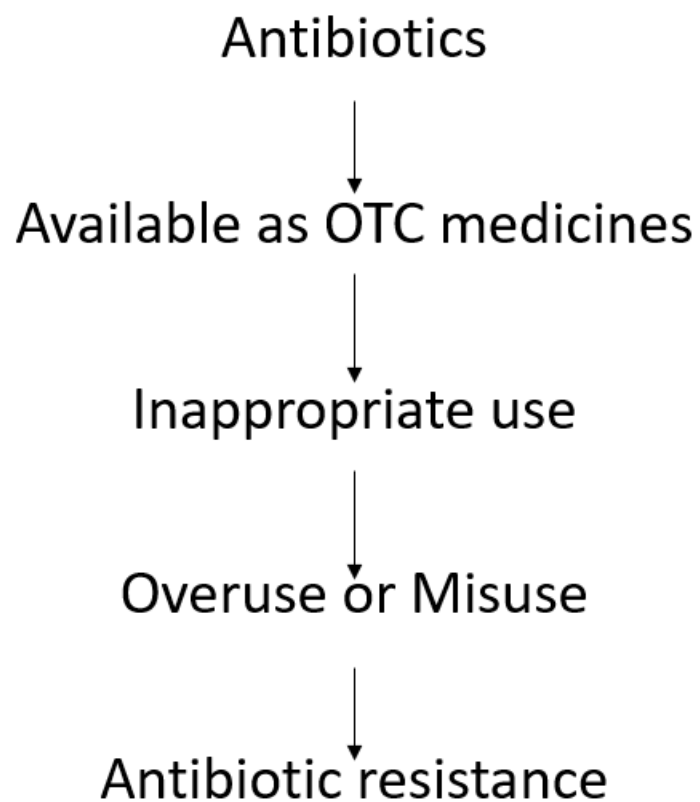 Antibiotics
Available as OTC medicines
Inappropriate use
Overuse or Misuse
Antibiotic resistance